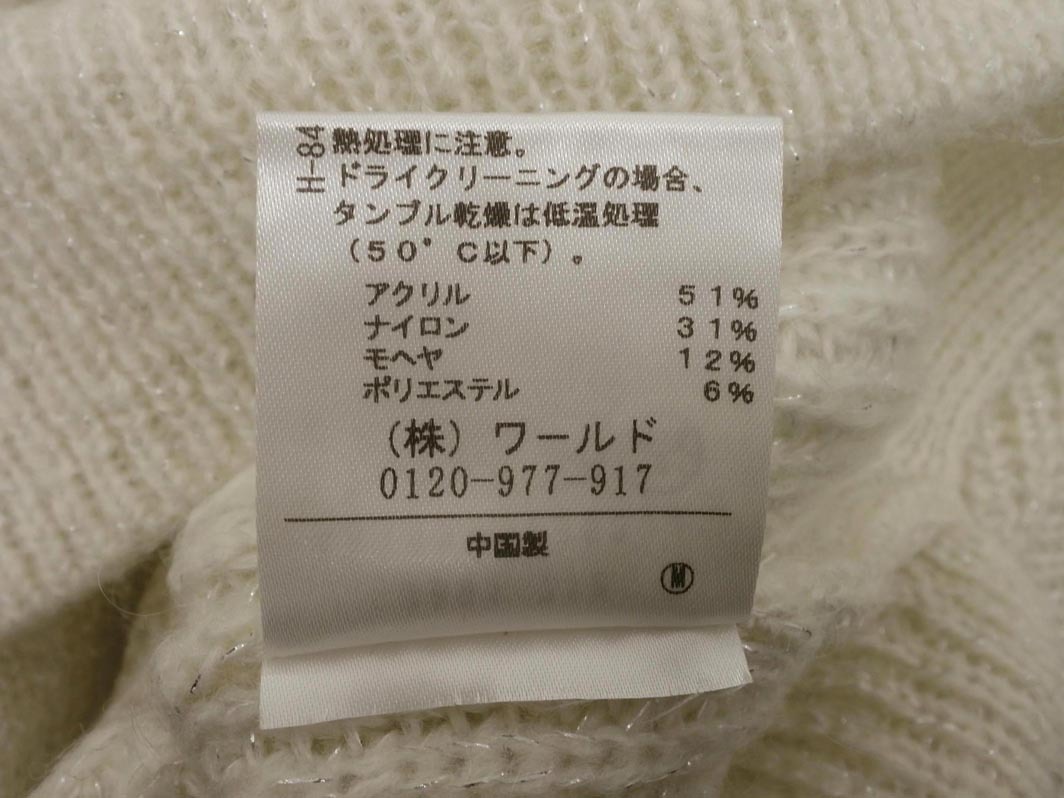 H-84
熱処理に注意。
ドライクリーニングの場合、
タンブル乾燥は低温処理
（50°C以下）。
アクリル 51%
ナイロン 31%
モヘヤ 12%
ポリエステル 6%
（株）ワールド
0120-977-917
中国製
Ⓜ